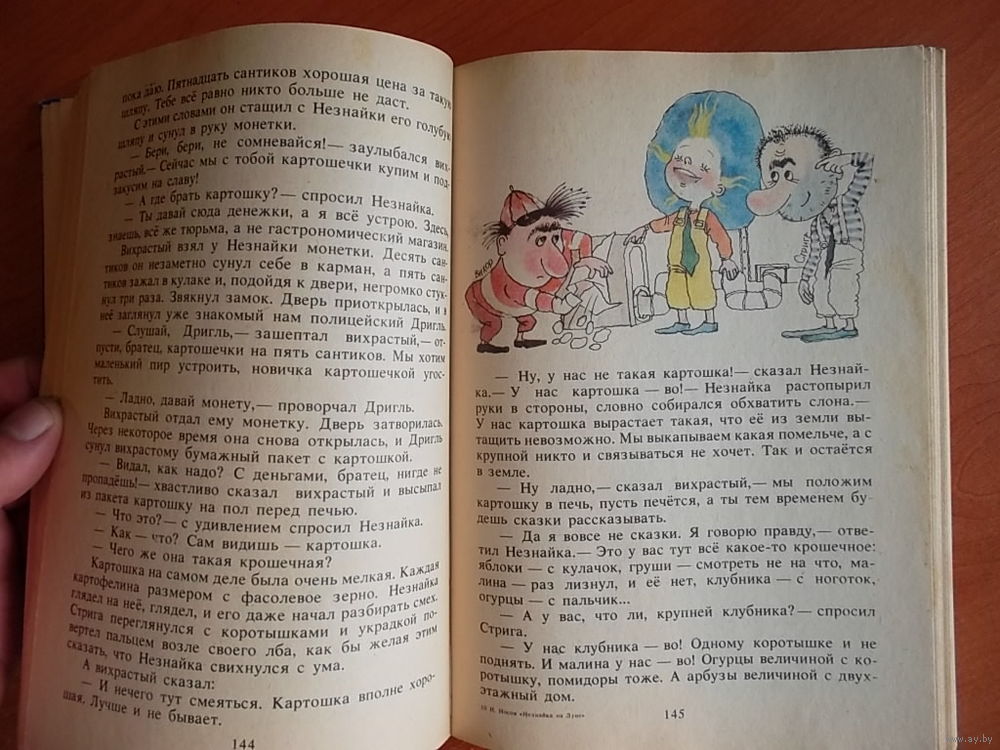 пока даю. Пятнадцать сантиков хорошая цена за такую
шляпу. Тебе всё равно никто больше не даст.
С этими словами он стащил с Незнайки его голубую
шляпу и сунул в руку монетки.
— Бери, бери, не сомневайся! — заулыбался вих-
растый. — Сейчас мы с тобой картошечки купим и под-
закусим на славу!
— А где брать картошку? — спросил Незнайка.
— Ты давай сюда денежки, а я всё устрою. Здесь,
знаешь, всё же тюрьма, а не гастрономический магазин.
Вихрастый взял у Незнайки монетки. Десять сан-
тиков он незаметно сунул себе в карман, а пять сан-
тиков зажал в кулаке и, подойдя к двери, негромко стук-
нул три раза. Звякнул замок. Дверь приоткрылась, и в
неё заглянул уже знакомый нам полицейский Дригль.
— Слушай, Дригль, — зашептал вихрастый, — от-
пусти, братец, картошечки на пять сантиков. Мы хотим
маленький пир устроить, новичка картошечкой угос-
тить.
— Ладно, давай монету, — проворчал Дригль.
Вихрастый отдал ему монетку. Дверь затворилась.
Через некоторое время она снова открылась, и Дригль
сунул вихрастому бумажный пакет с картошкой.
— Видал, как надо? С деньгами, братец, нигде не
пропадёшь! — хвастливо сказал вихрастый и высыпал
из пакета картошку на пол перед печью.
— Что это? — с удивлением спросил Незнайка.
— Как — что? Сам видишь — картошка.
— Чего же она такая крошечная?
Картошка на самом деле была очень мелкая. Каждая
картофелина размером с фасолевое зерно. Незнайка
глядел на неё, глядел, и его даже начал разбирать смех.
Стрига переглянулся с коротышками и украдкой по-
вертел пальцем возле своего лба, как бы желая этим
сказать, что Незнайка свихнулся с ума.
А вихрастый сказал:
— И нечего тут смеяться. Картошка вполне хоро-
шая. Лучше и не бывает.
144
Вихор
Стрига
— Ну, у нас не такая картошка! — сказал Незнай-
ка. — У нас картошка — во! — Незнайка растопырил
руки в стороны, словно собирался обхватить слона. —
У нас картошка вырастает такая, что её из земли вы-
тащить невозможно. Мы выкапываем какая помельче, а с
крупной никто и связываться не хочет. Так и остаётся
в земле.
— Ну ладно, — сказал вихрастый, — мы положим
картошку в печь, пусть печётся, а ты тем временем бу-
дешь сказки рассказывать.
— Да я вовсе не сказки. Я говорю правду, — отве-
тил Незнайка. — Это у вас тут всё какое-то крошечное:
яблоки — с кулачок, груши — смотреть не на что, ма-
лина — раз лизнул, и её нет, клубника — с ноготок,
огурцы — с пальчик...
— А у вас, что ли, крупней клубника? — спросил
Стрига.
— У нас клубника — во! Одному коротышке и не
поднять. И малина у нас — во! Огурцы величиной с ко-
ротышку, помидоры тоже. А арбузы величиной с двух-
этажный дом.
Н. Носов «Незнайка на Луне»
145
www.ay.by